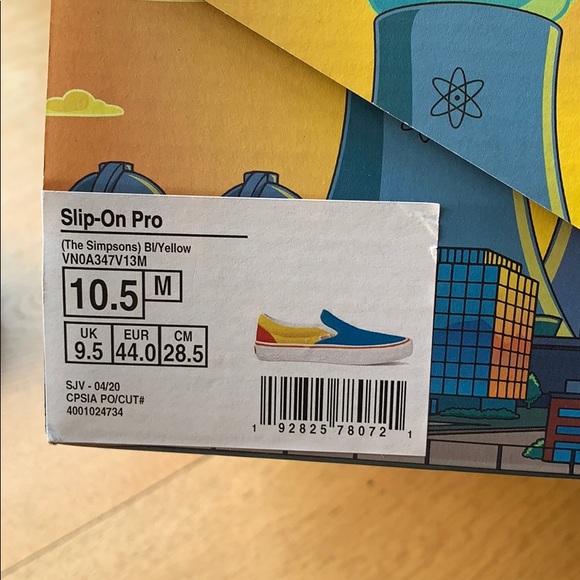 Slip-On Pro
(The Simpsons) Bl/Yellow
VN0A347V13M
10.5 M
UK EUR CM
9.5 44.0 28.5
SJV - 04/20
CPSIA PO/CUT#
4001024734
1 92825 78072 1